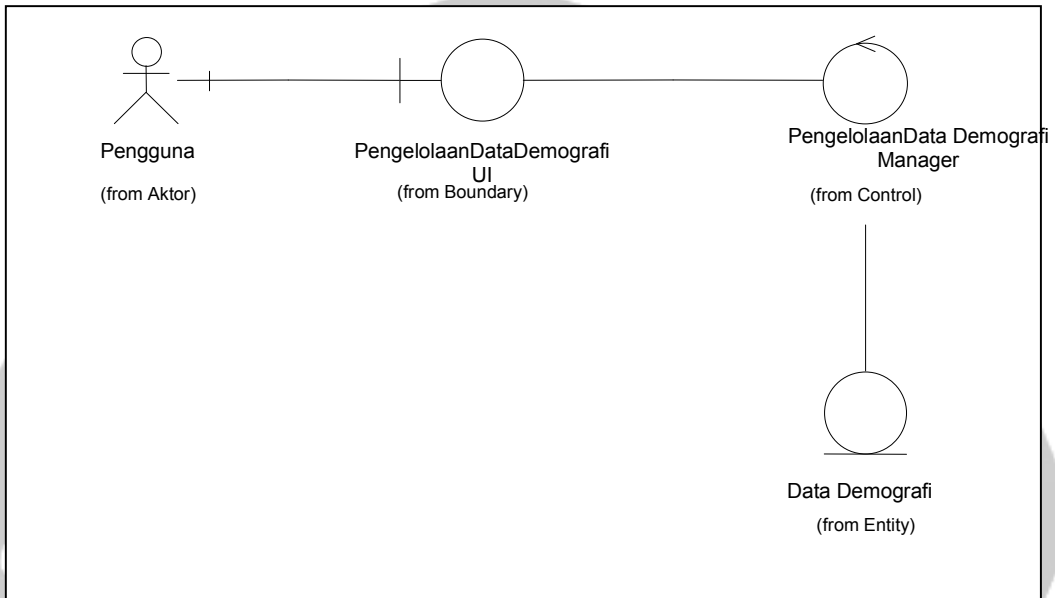 Pengguna
(from Aktor)
PengelolaanDataDemografi
UI
(from Boundary)
PengelolaanData Demografi
Manager
(from Control)
Data Demografi
(from Entity)